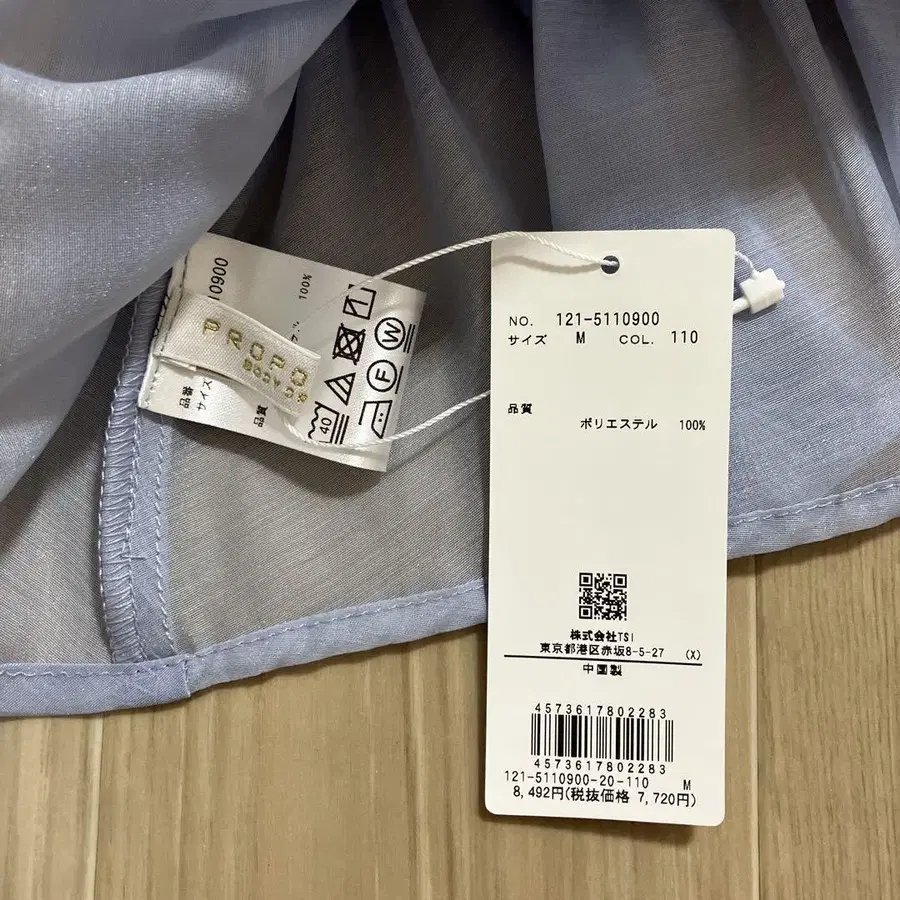 NO. 121-5110900
サイズ M COL. 110
品質
ポリエステル 100%
株式会社TSI
東京都港区赤坂8-5-27 (X)
中国製
4573617802283
4573617802283
121-5110900-20-110 M
8,492円(税抜価格 7,720円)
10900
100%
PROPO
BODY
品番
サイズ
品質
40
F
W